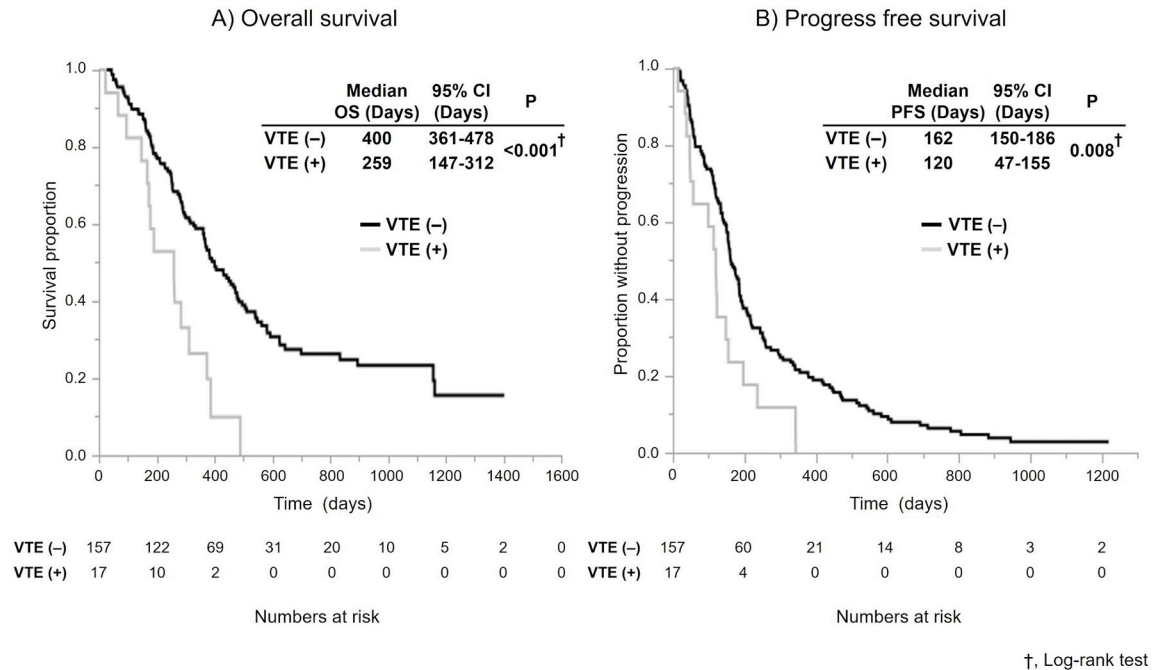 A) Overall survival
Median 95% CI P
OS (Days) (Days)
VTE (–) 400 361-478 <0.001†
VTE (+) 259 147-312
VTE (–)
VTE (+)
Survival proportion
1.0
0.8
0.6
0.4
0.2
0.0
0 200 400 600 800 1000 1200 1400 1600
Time (days)
VTE (–) 157 122 69 31 20 10 5 2 0
VTE (+) 17 10 2 0 0 0 0 0 0
Numbers at risk
B) Progress free survival
Median 95% CI P
PFS (Days) (Days)
VTE (–) 162 150-186 0.008†
VTE (+) 120 47-155
VTE (–)
VTE (+)
Proportion without progression
1.0
0.8
0.6
0.4
0.2
0.0
0 200 400 600 800 1000 1200
Time (days)
VTE (–) 157 60 21 14 8 3 2
VTE (+) 17 4 0 0 0 0 0
Numbers at risk
†, Log-rank test